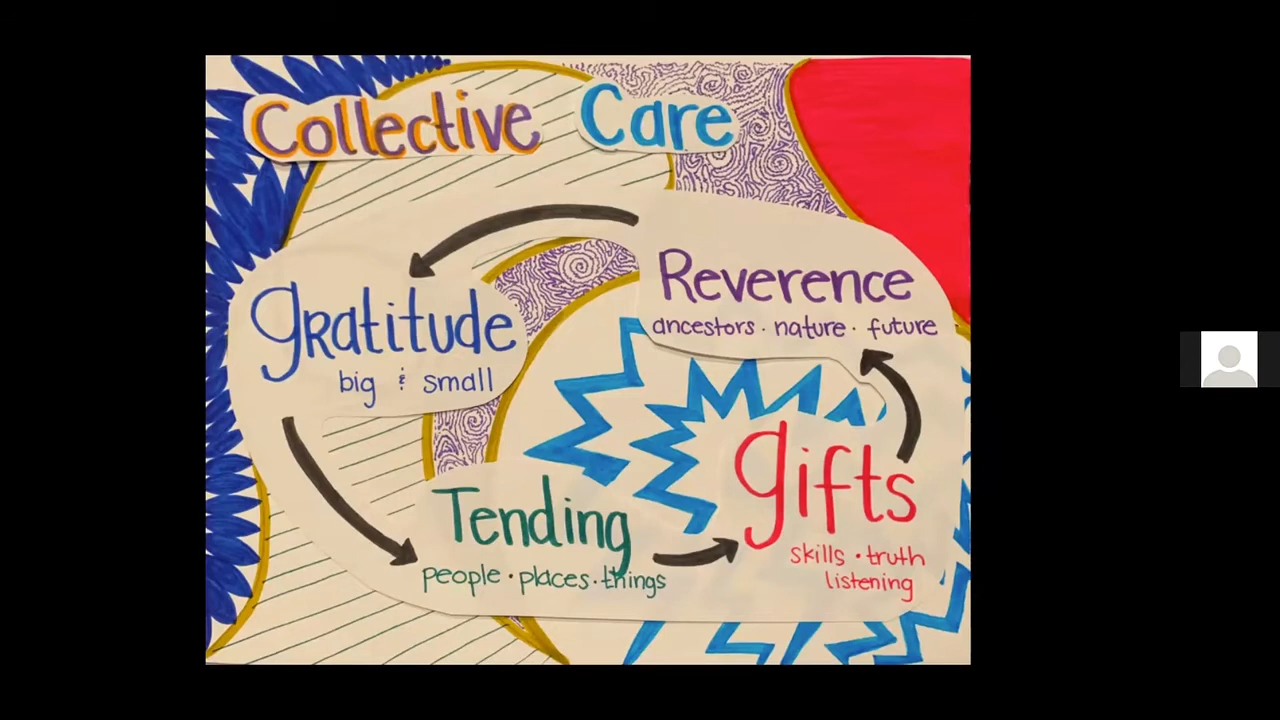 Collective Care
gratitude
big & small
Tending
people · places · things
gifts
skills · truth
listening
Reverence
ancestors · nature · future